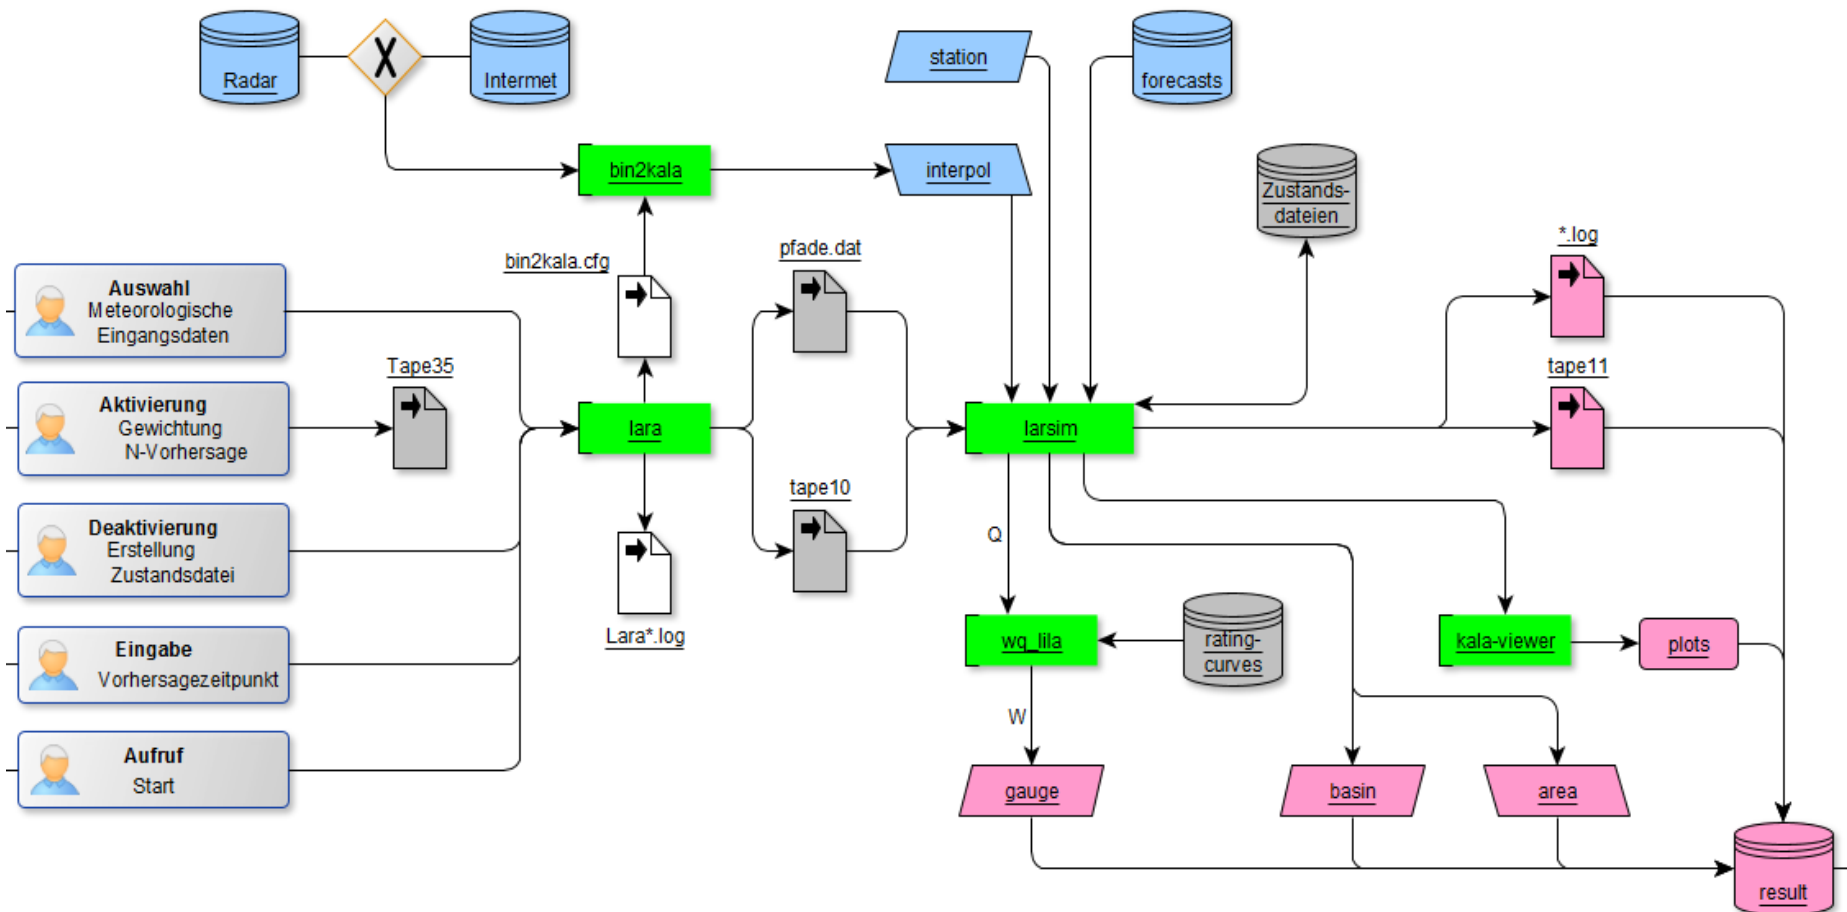 Radar
X
Intermet
station
forecasts
bin2kala
interpol
Zustands-
dateien
bin2kala.cfg
pfade.dat
*.log
Auswahl
Meteorologische
Eingangsdaten
Tape35
tape11
Aktivierung
Gewichtung
N-Vorhersage
lara
larsim
tape10
Deaktivierung
Erstellung
Zustandsdatei
Q
Lara*.log
wq_lila
rating-
curves
kala-viewer
plots
Eingabe
Vorhersagezeitpunkt
W
Aufruf
Start
gauge
basin
area
result